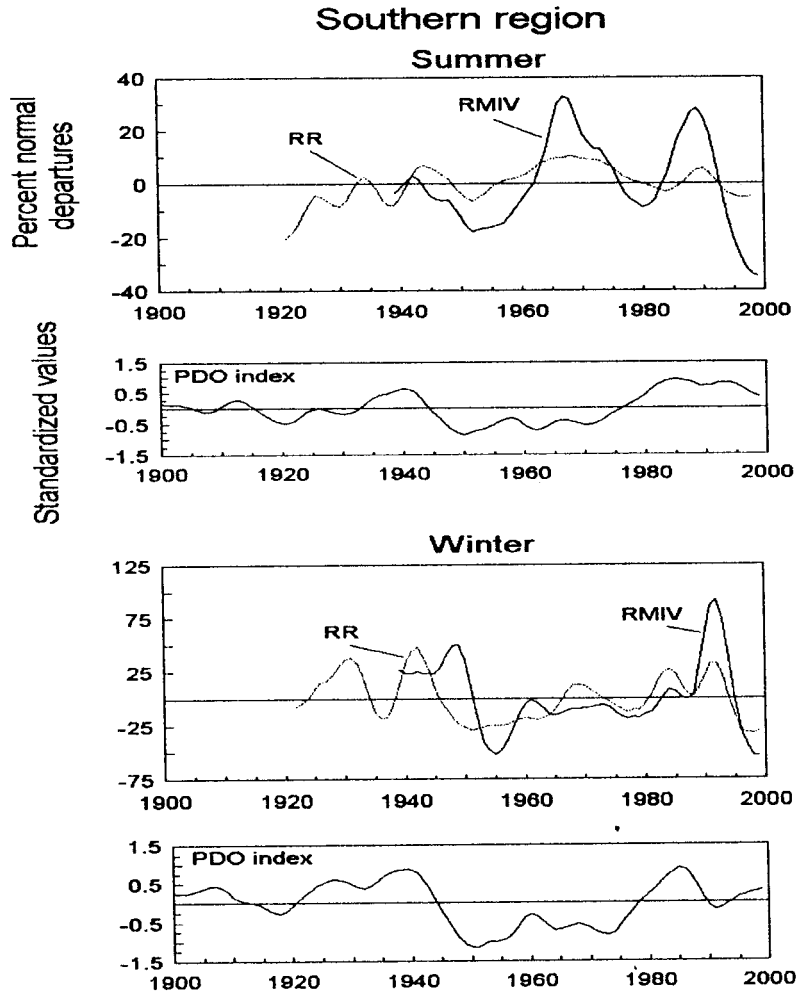 Southern region
Summer
Percent normal
departures
40
20
0
-20
-40
RR
RMIV
1900 1920 1940 1960 1980 2000
Standardized values
1.5
0.5
-0.5
-1.5
PDO index
1900 1920 1940 1960 1980 2000
Winter
125
75
25
-25
-75
RR
RMIV
1900 1920 1940 1960 1980 2000
1.5
0.5
-0.5
-1.5
PDO index
1900 1920 1940 1960 1980 2000